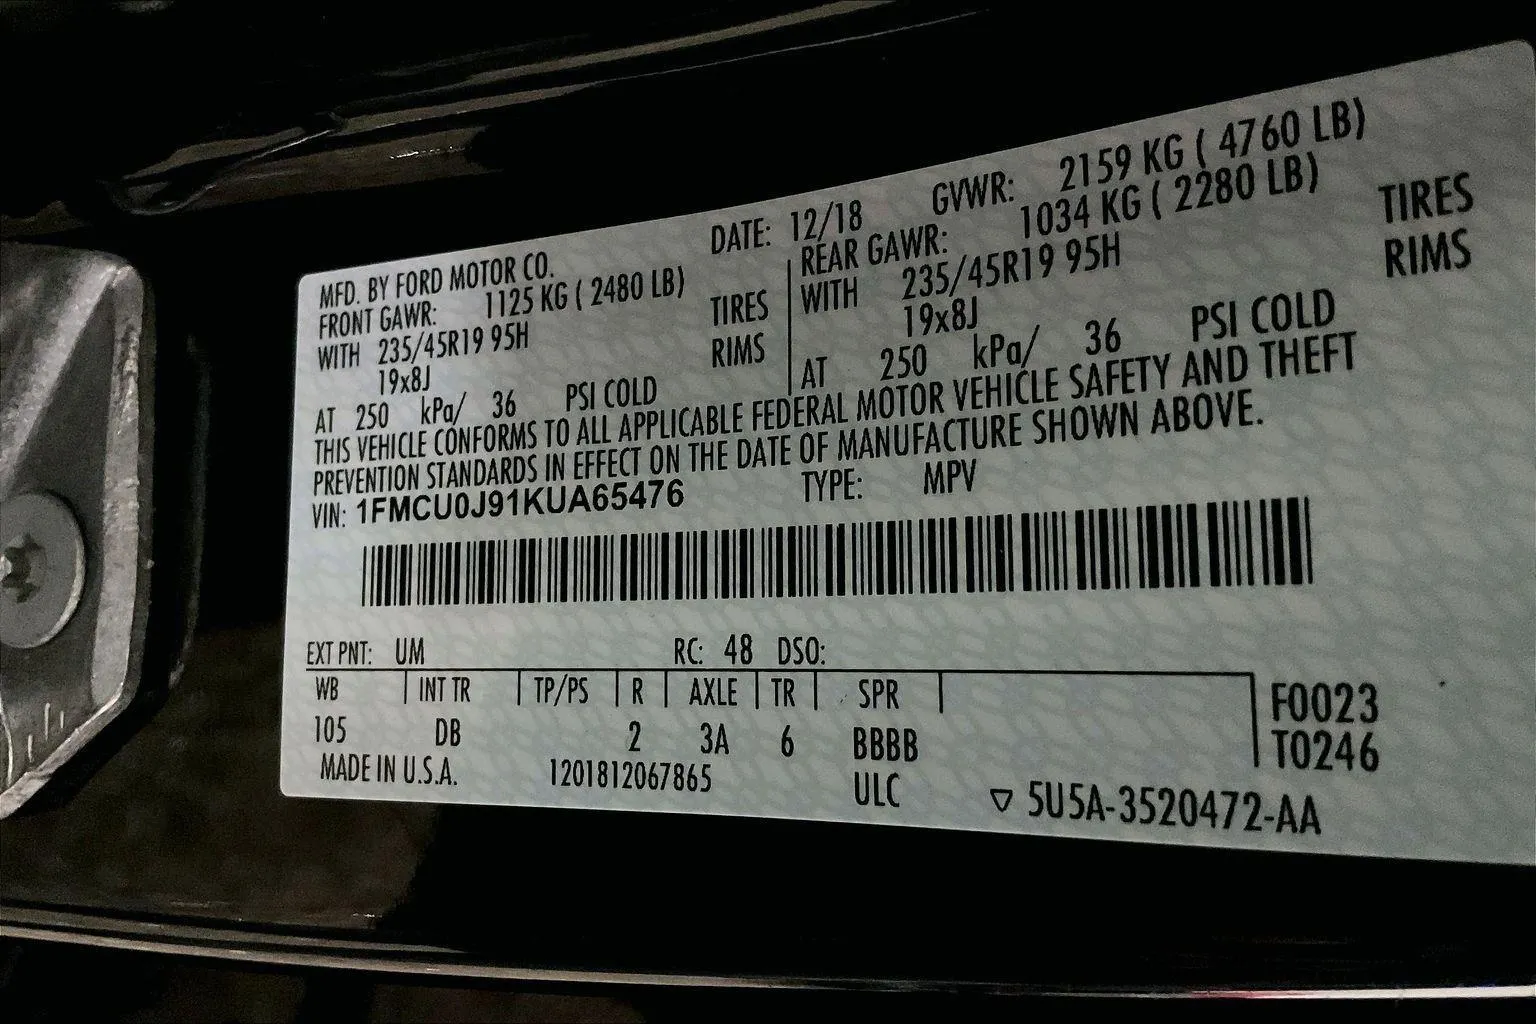 MFD. BY FORD MOTOR CO. DATE: 12/18 GVWR: 2159 KG ( 4760 LB)
FRONT GAWR: 1125 KG ( 2480 LB)
WITH 235/45R19 95H TIRES
19x8J RIMS
AT 250 kPa/ 36 PSI COLD
REAR GAWR: 1034 KG ( 2280 LB)
WITH 235/45R19 95H TIRES
19x8J RIMS
AT 250 kPa/ 36 PSI COLD
THIS VEHICLE CONFORMS TO ALL APPLICABLE FEDERAL MOTOR VEHICLE SAFETY AND THEFT
PREVENTION STANDARDS IN EFFECT ON THE DATE OF MANUFACTURE SHOWN ABOVE.
VIN: 1FMCU0J91KUA65476 TYPE: MPV
EXT PNT: UM RC: 48 DSO:
WB INT TR TP/PS R AXLE TR SPR
105 DB 2 3A 6 BBBB
F0023
T0246
MADE IN U.S.A. 1201812067865 ULC ▽ 5U5A-3520472-AA